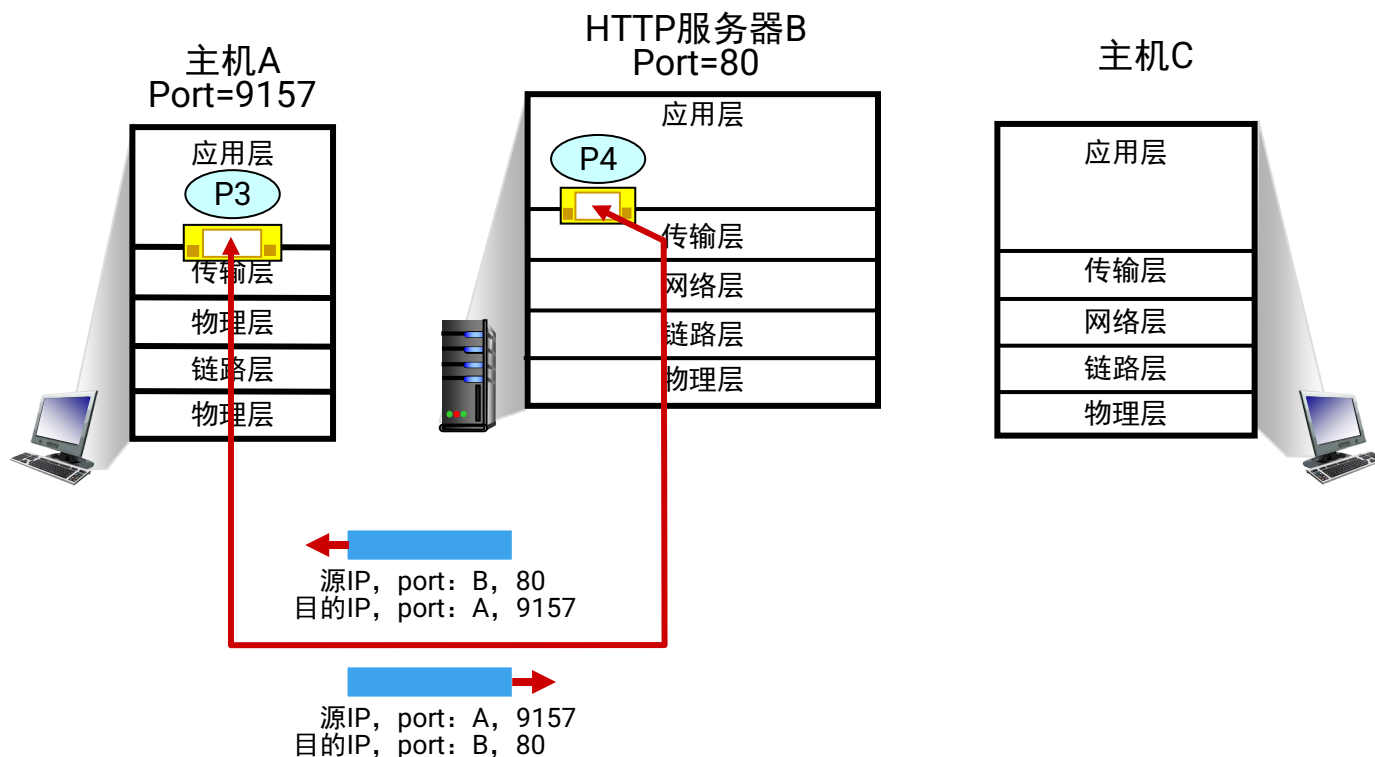 主机A
Port=9157
应用层
P3
传输层
物理层
链路层
物理层
HTTP服务器B
Port=80
应用层
P4
传输层
网络层
链路层
物理层
主机C
应用层
传输层
网络层
链路层
物理层
源IP，port：B，80
目的IP，port：A，9157
源IP，port：A，9157
目的IP，port：B，80